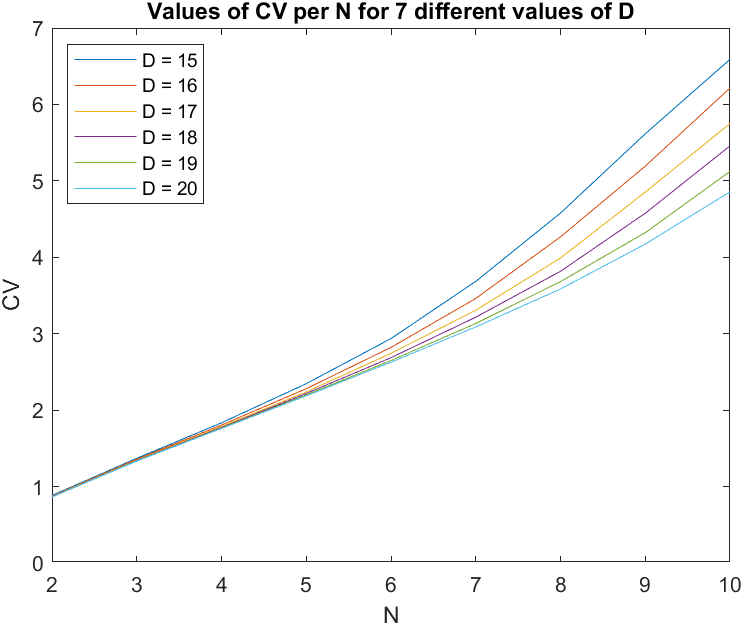 Values of CV per N for 7 different values of D
7
D = 15
D = 16
6
D = 17
D = 18
D = 19
5
D = 20
4
CV
3
2
1
0
2 3 4 5 6 7 8 9 10
N